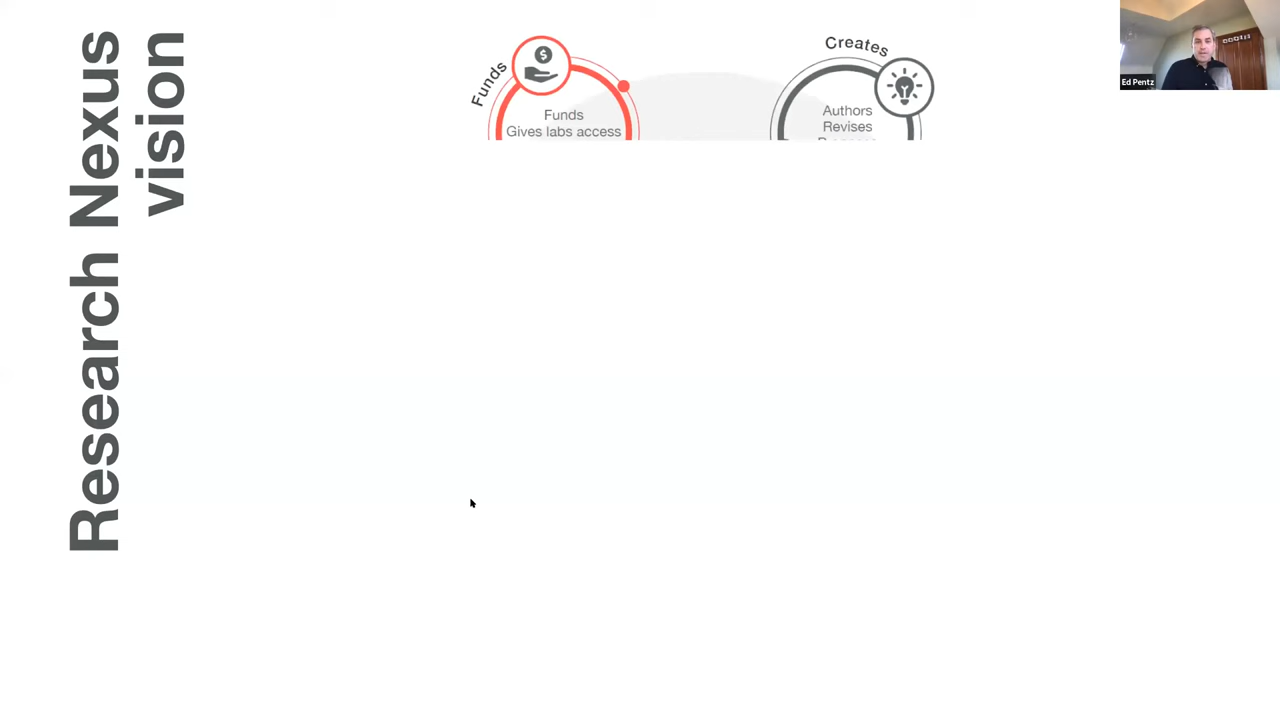 Research Nexus
vision
Funds
Funds
Gives labs access
Creates
Authors
Revises
Ed Pentz